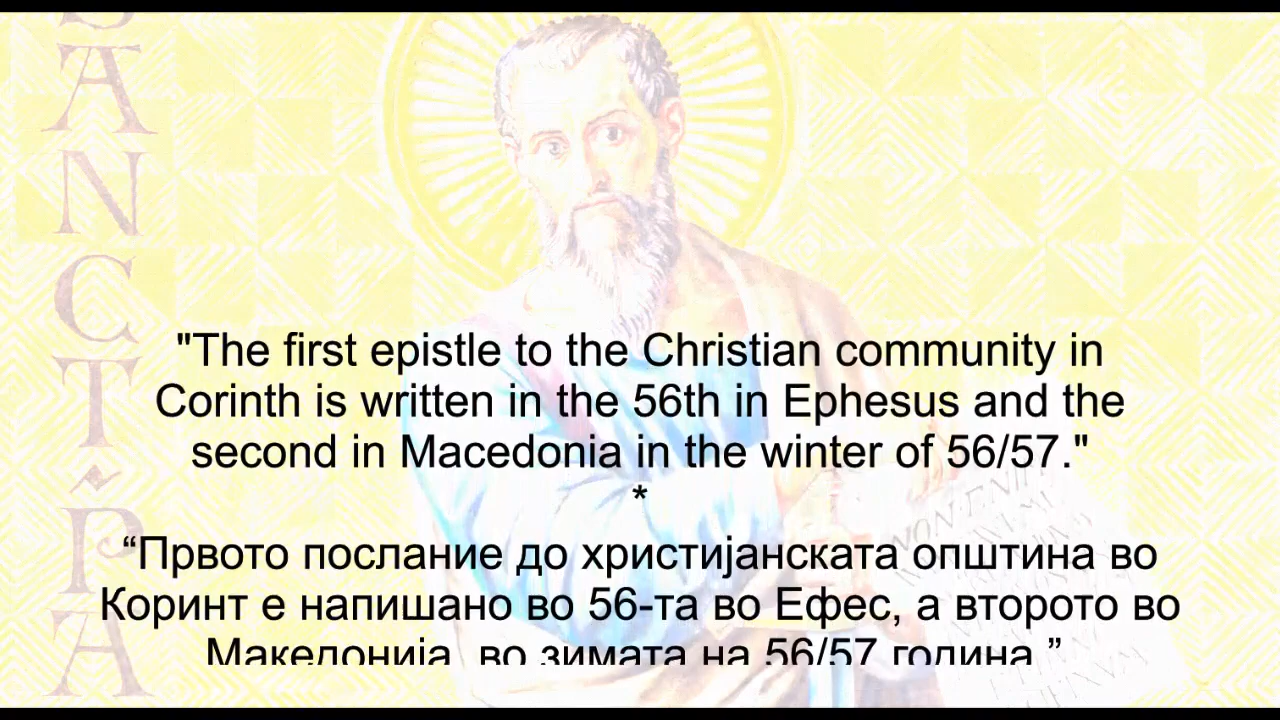 "The first epistle to the Christian community in
Corinth is written in the 56th in Ephesus and the
second in Macedonia in the winter of 56/57."
*
“Првото послание до христијанската општина во
Коринт е напишано во 56-та во Ефес, а второто во
Македонија, во зимата на 56/57 година.”
SANCT
PA
NON·ENIM